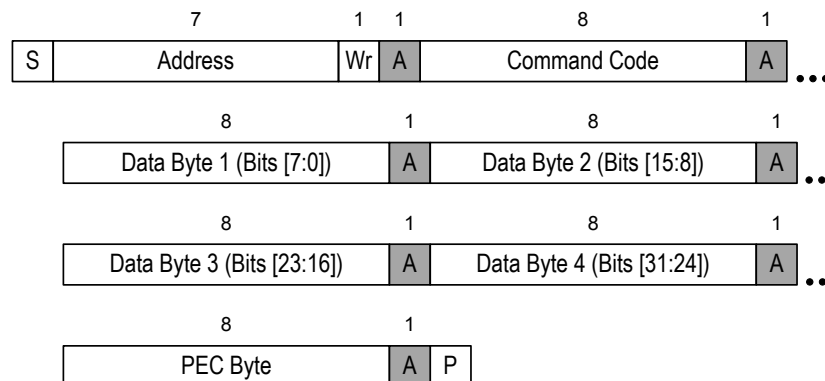 7 1 1 8 1
S Address Wr A Command Code A
8 1 8 1
Data Byte 1 (Bits [7:0]) A Data Byte 2 (Bits [15:8]) A
8 1 8 1
Data Byte 3 (Bits [23:16]) A Data Byte 4 (Bits [31:24]) A
8 1
PEC Byte A P